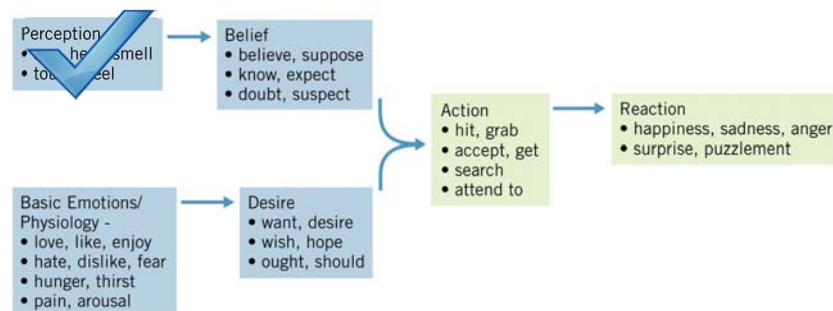 Perception
smell
Belief
• believe, suppose
• know, expect
• doubt, suspect
Action
• hit, grab
• accept, get
• search
• attend to
Reaction
• happiness, sadness, anger
• surprise, puzzlement
Basic Emotions/
Physiology -
• love, like, enjoy
• hate, dislike, fear
• hunger, thirst
• pain, arousal
Desire
• want, desire
• wish, hope
• ought, should